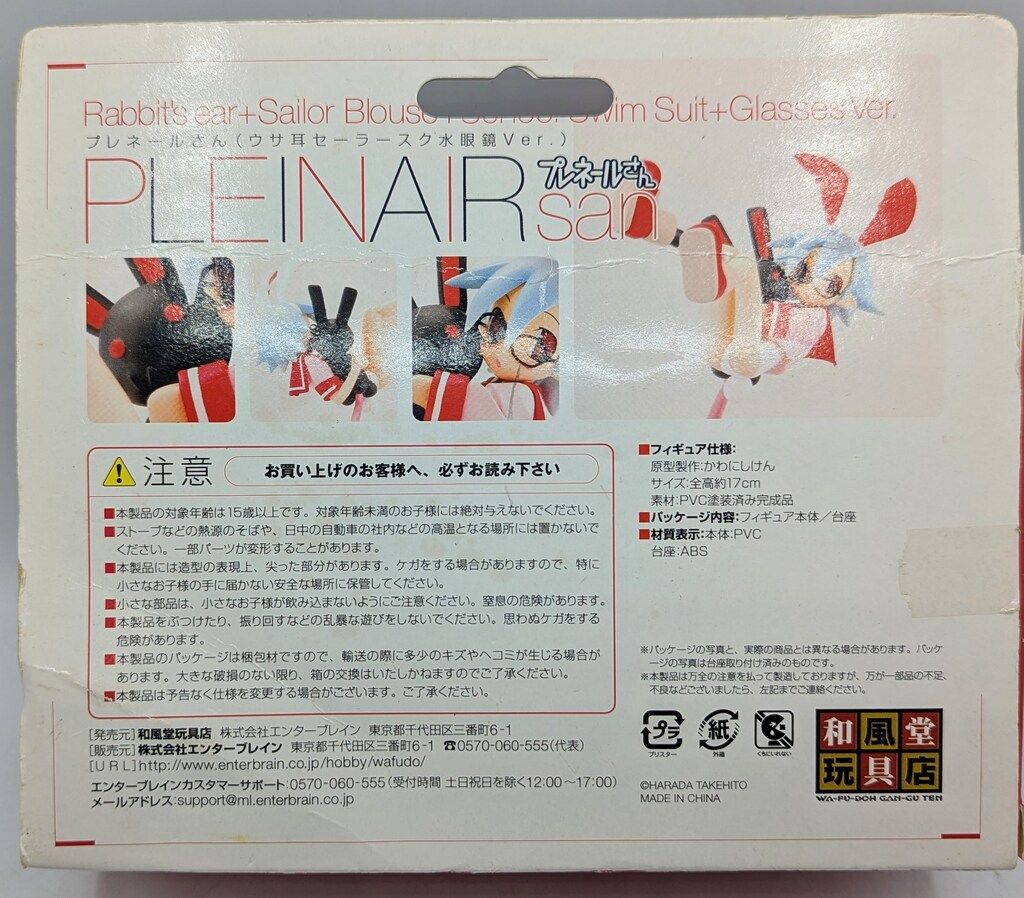 Rabbit's ear+Sailor Blouse Swim Suit+Glasses ver.
プレネールさん(ウサ耳セーラースク水眼鏡Ver.)
PLEINAIR san
プレネールさん
注意 お買い上げのお客様へ、必ずお読み下さい
■本製品の対象年齢は15歳以上です。対象年齢未満のお子様には絶対与えないでください。
■ストーブなどの熱源のそばや、日中の自動車の社内などの高温となる場所には置かないで
ください。一部パーツが変形することがあります。
■本製品には造型の表現上、尖った部分があります。ケガをする場合がありますので、特に
小さなお子様の手に届かない安全な場所に保管してください。
■小さな部品は、小さなお子様が飲み込まないようにご注意ください。窒息の危険があります。
■本製品をぶつけたり、振り回すなどの乱暴な遊びをしないでください。思わぬケガをする
危険があります。
■本製品のパッケージは梱包材ですので、輸送の際に多少のキズやヘコミが生じる場合が
あります。大きな破損のない限り、箱の交換はいたしかねますのでご了承ください。
■本製品は予告なく仕様を変更する場合がございます。ご了承ください。
■フィギュア仕様:
原型製作:かわにしけん
サイズ:全高約17cm
素材:PVC塗装済み完成品
■パッケージ内容:フィギュア本体/台座
■材質表示:本体:PVC
台座:ABS
※パッケージの写真と、実際の商品とは異なる場合があります。パッケ
ージの写真は台座取り付け済みのものです。
※本製品は万全の注意を払って製造しておりますが、万が一部品の不足、
不良などございましたら、左記までご連絡ください。
[発売元]和風堂玩具店 株式会社エンターブレイン 東京都千代田区三番町6-1
[販売元]株式会社エンターブレイン 東京都千代田区三番町6-1 ☎0570-060-555(代表)
[URL]http://www.enterbrain.co.jp/hobby/wafudo/
エンターブレインカスタマーサポート:0570-060-555(受付時間 土日祝日を除く12:00~17:00)
メールアドレス:support@ml.enterbrain.co.jp
プラ
ブリスター
紙
外箱
くちにいれない
©HARADA TAKEHITO
MADE IN CHINA
和風堂
玩具店
WA-FU-DOH GAN-GU TEN